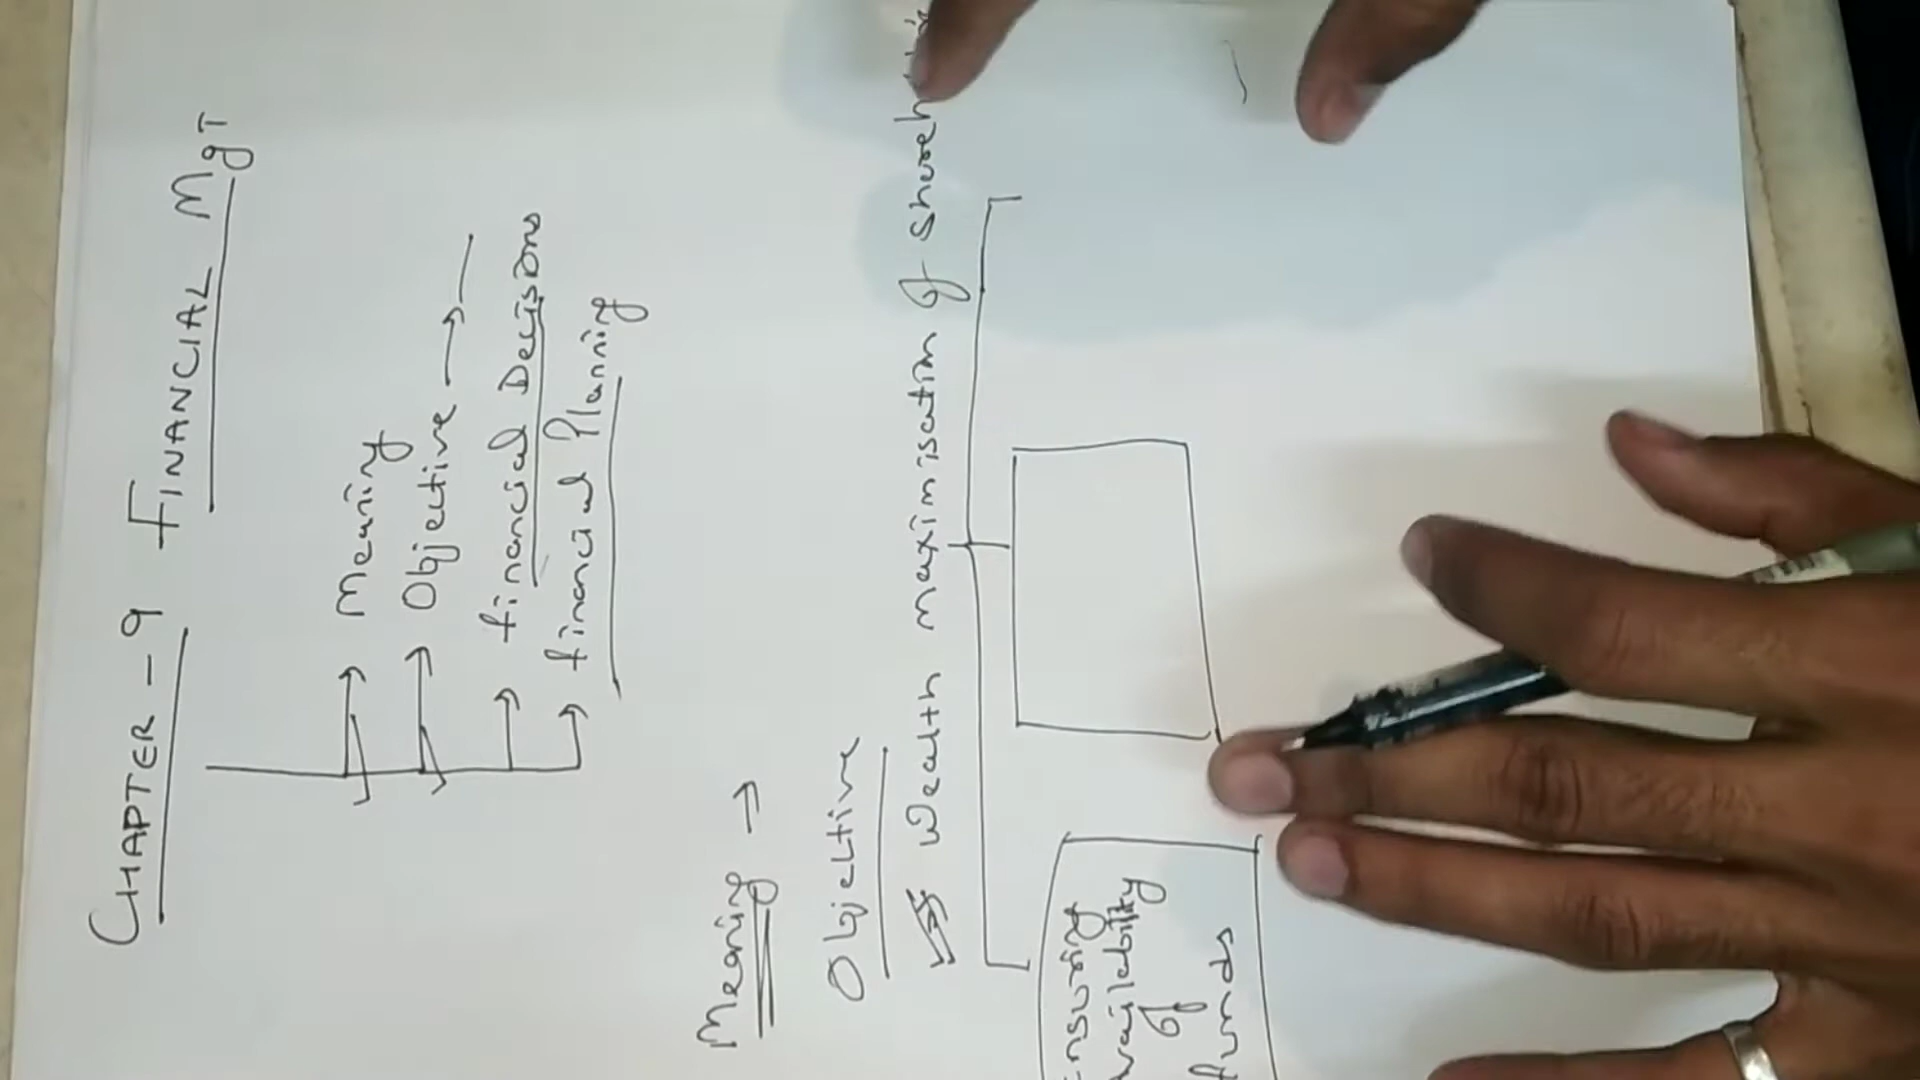 CHAPTER - 9 FINANCIAL MgT
Meaning
Objective →
financial Decisions
financial Planning
Meaning →
Objective
Wealth maximisation of
ensuring
availability
of
funds